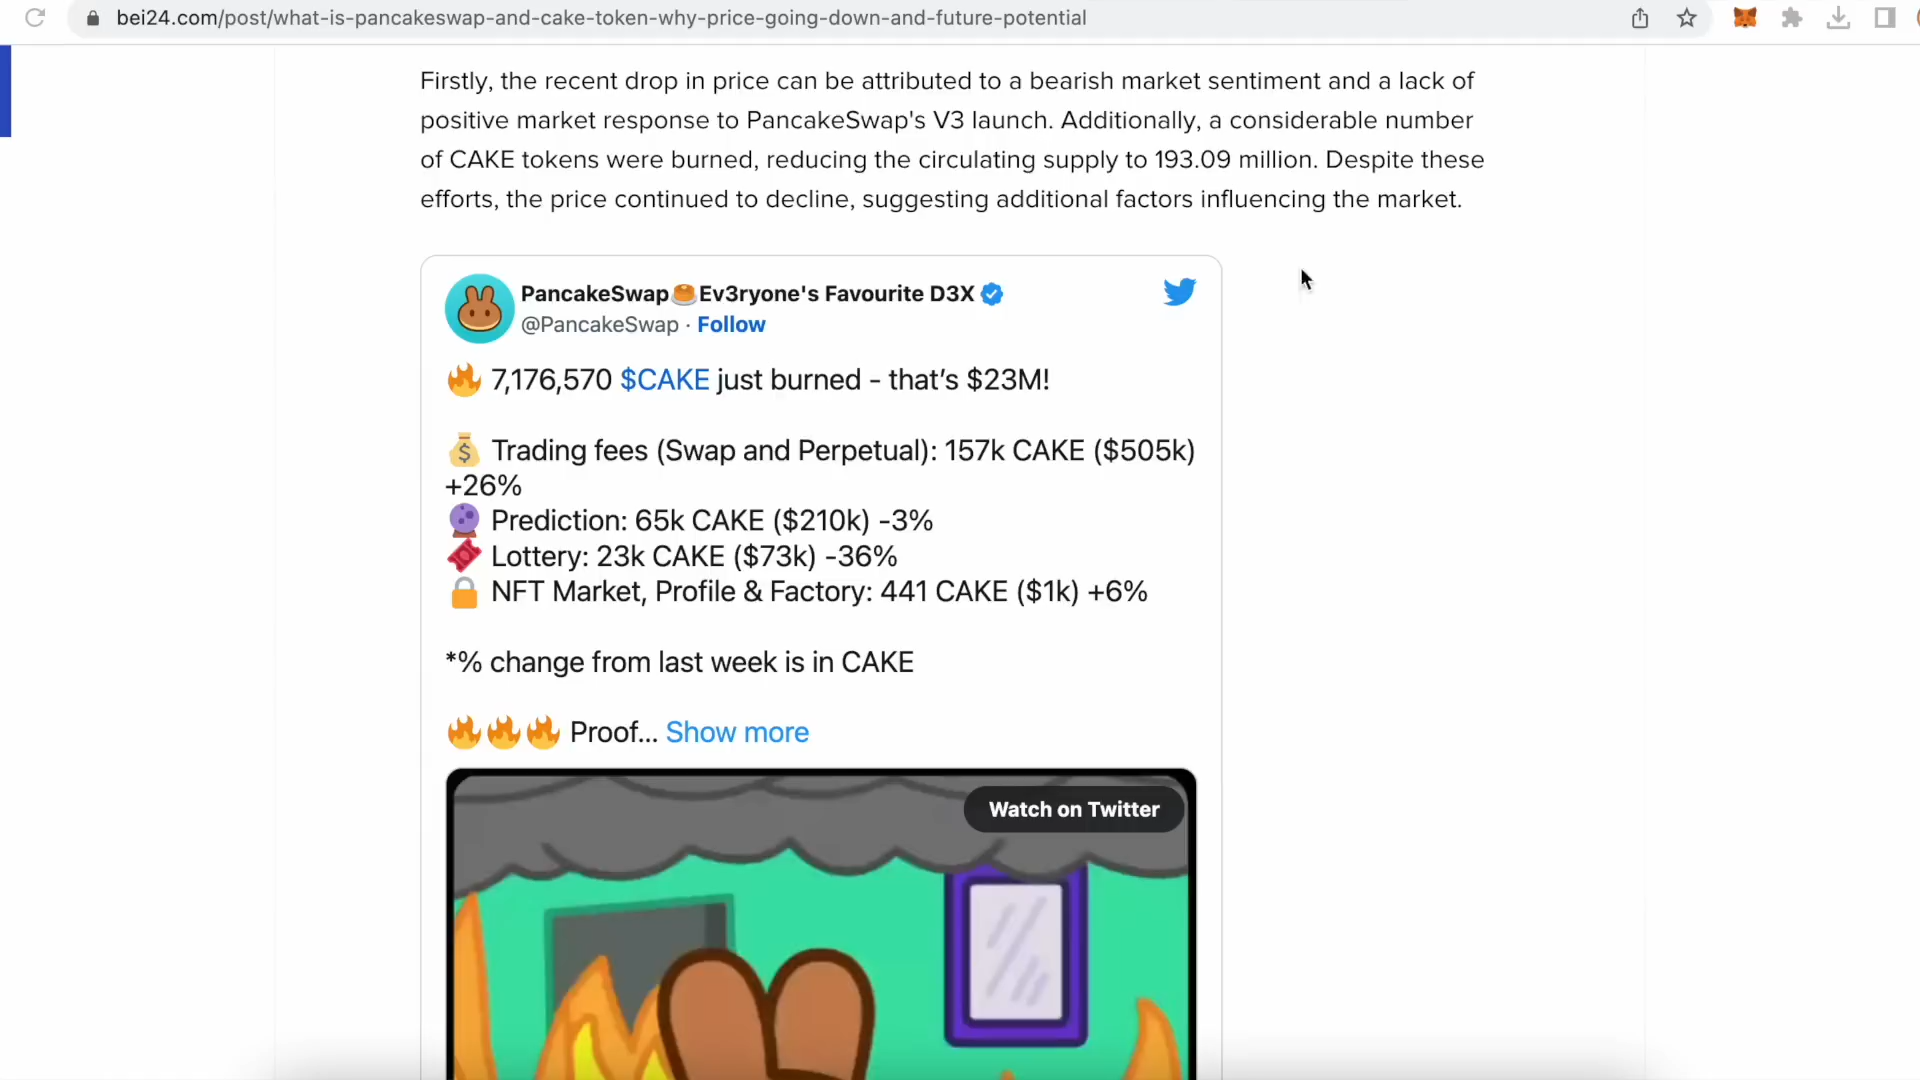 bei24.com/post/what-is-pancakeswap-and-cake-token-why-price-going-down-and-future-potential
Firstly, the recent drop in price can be attributed to a bearish market sentiment and a lack of
positive market response to PancakeSwap's V3 launch. Additionally, a considerable number
of CAKE tokens were burned, reducing the circulating supply to 193.09 million. Despite these
efforts, the price continued to decline, suggesting additional factors influencing the market.
PancakeSwap🥞Ev3ryone's Favourite D3X
@PancakeSwap · Follow
🔥 7,176,570 $CAKE just burned - that’s $23M!
💰 Trading fees (Swap and Perpetual): 157k CAKE ($505k)
+26%
🔮 Prediction: 65k CAKE ($210k) -3%
🎟 Lottery: 23k CAKE ($73k) -36%
🔒 NFT Market, Profile & Factory: 441 CAKE ($1k) +6%
*% change from last week is in CAKE
🔥🔥🔥 Proof... Show more
Watch on Twitter